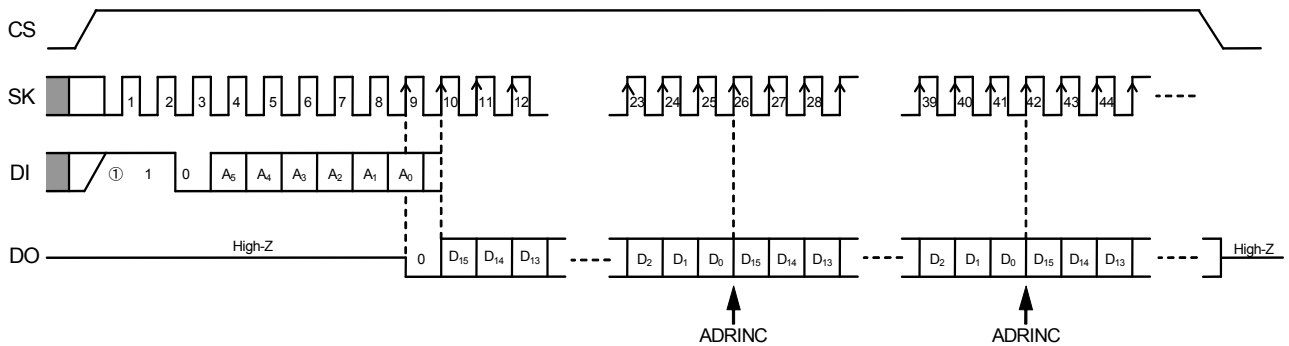 CS
SK 1 2 3 4 5 6 7 8 9 10 11 12 23 24 25 26 27 28 39 40 41 42 43 44
DI ① 1 0 A5 A4 A3 A2 A1 A0
DO High-Z 0 D15 D14 D13 D2 D1 D0 D15 D14 D13 D2 D1 D0 D15 D14 D13 High-Z
ADRINC ADRINC